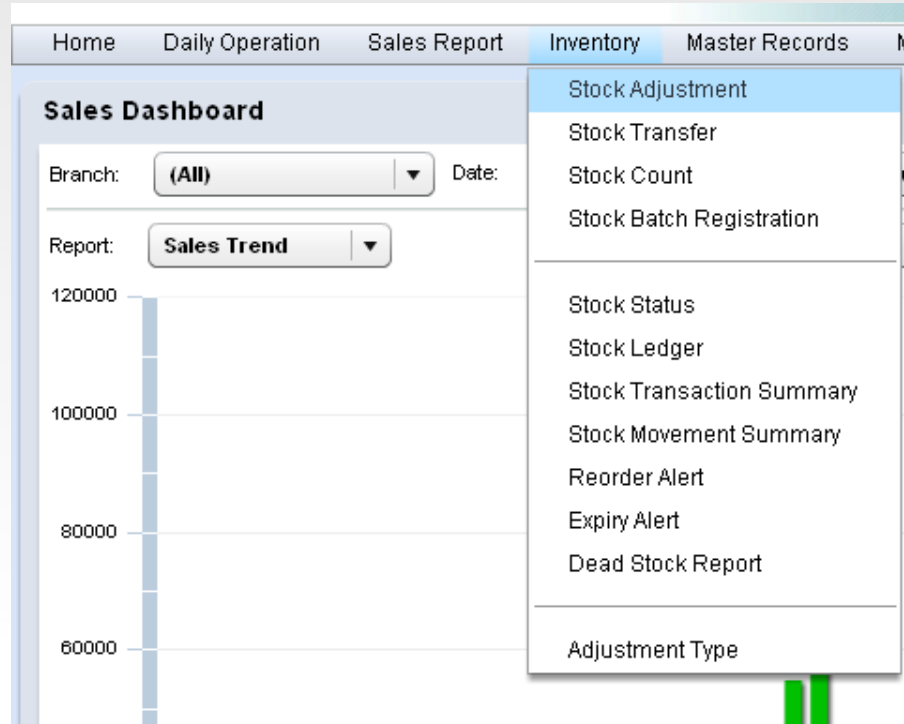 Home Daily Operation Sales Report Inventory Master Records
Sales Dashboard
Branch: (All) Date:
Report: Sales Trend
Stock Adjustment
Stock Transfer
Stock Count
Stock Batch Registration
Stock Status
Stock Ledger
Stock Transaction Summary
Stock Movement Summary
Reorder Alert
Expiry Alert
Dead Stock Report
Adjustment Type
120000
100000
80000
60000